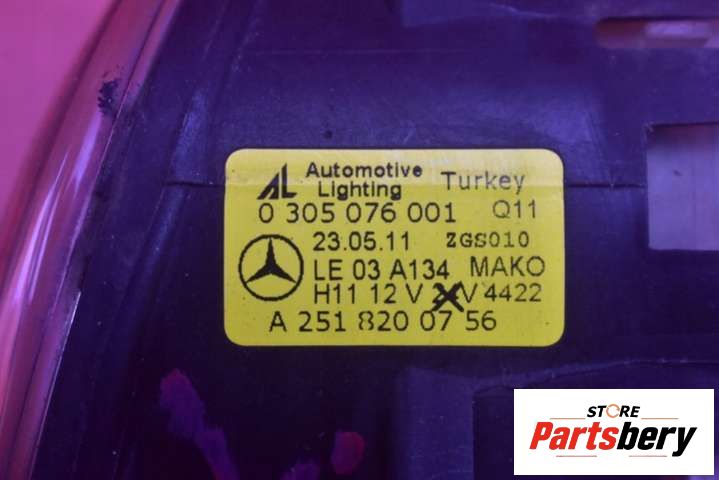 AL Automotive Lighting Turkey
0 305 076 001 Q11
23.05.11 ZGS010
LE 03 A134 MAKO
H11 12 V V 4422
A 251 820 07 56
STORE
Partsbery